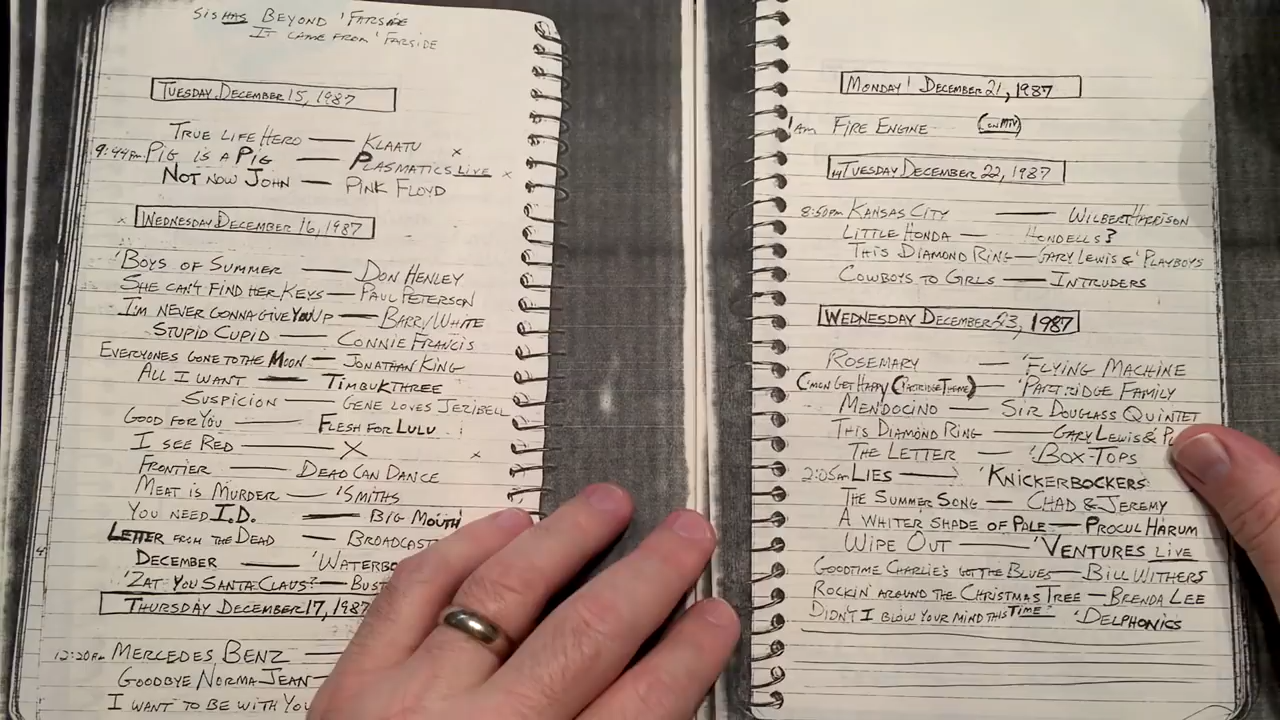 SIS HAS BEYOND 'FARSIDE
IT CAME FROM 'FARSIDE
TUESDAY, DECEMBER 15, 1987
TRUE LIFE HERO — KLAATU
9:44PM PIG IS A PIG — PLASMATICS LIVE x
NOT NOW JOHN — PINK FLOYD
x WEDNESDAY DECEMBER 16, 1987
'BOYS OF SUMMER — DON HENLEY
SHE CAN'T FIND HER KEYS — PAUL PETERSON
I'M NEVER GONNA GIVE YOU UP — BARRY WHITE
STUPID CUPID — CONNIE FRANCIS
EVERYONES GONE TO THE MOON — JONATHAN KING
ALL I WANT — TIMBUKTHREE
SUSPICION — GENE LOVES JEZIBELL
GOOD FOR YOU — FLESH FOR LULU
I SEE RED — X
FRONTIER — DEAD CAN DANCE
MEAT IS MURDER — 'SMITHS
YOU NEED I.D. — BIG MOUTH
LETTER FROM THE DEAD — BROADCAST
DECEMBER — 'WATERBO
'ZAT YOU SANTA CLAUS? — BUST
THURSDAY DECEMBER 17, 1987
12:20PM MERCEDES BENZ —
GOODBYE NORMA JEAN —
I WANT TO BE WITH YOU
MONDAY' DECEMBER 21, 1987
1AM FIRE ENGINE (ON MTV)
TUESDAY DECEMBER 22, 1987
8:50PM KANSAS CITY — WILBERT HARRISON
LITTLE HONDA — HONDELLS?
THIS DIAMOND RING — GARY LEWIS & 'PLAYBOYS
COWBOYS TO GIRLS — INTRUDERS
WEDNESDAY DECEMBER 23, 1987
ROSEMARY — 'FLYING MACHINE
C'MON GET HAPPY (PARTRIDGE THEME) — 'PARTRIDGE FAMILY
MENDOCINO — SIR DOUGLASS QUINTET
THIS DIAMOND RING — GARY LEWIS & PL
THE LETTER — 'BOX-TOPS
2:05AM LIES — 'KNICKERBOCKERS
THE SUMMER SONG — CHAD & JEREMY
A WHITER SHADE OF PALE — PROCUL HARUM
WIPE OUT — 'VENTURES LIVE
GOODTIME CHARLIE'S GOT THE BLUES — BILL WITHERS
ROCKIN' AROUND THE CHRISTMAS TREE — BRENDA LEE
DIDN'T I BLOW YOUR MIND THIS TIME — 'DELPHONICS